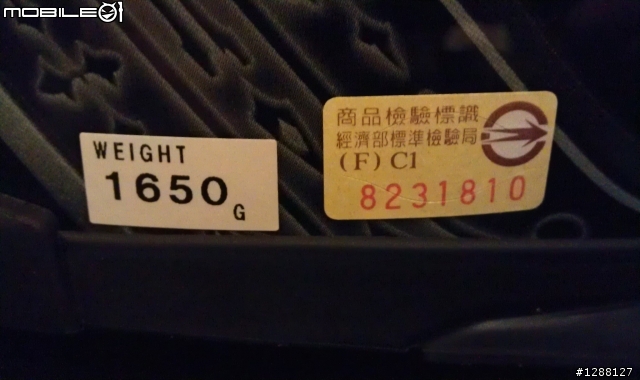 MOBILE01
WEIGHT
1650G
商品檢驗標識
經濟部標準檢驗局
(F) C1
8231810
#1288127